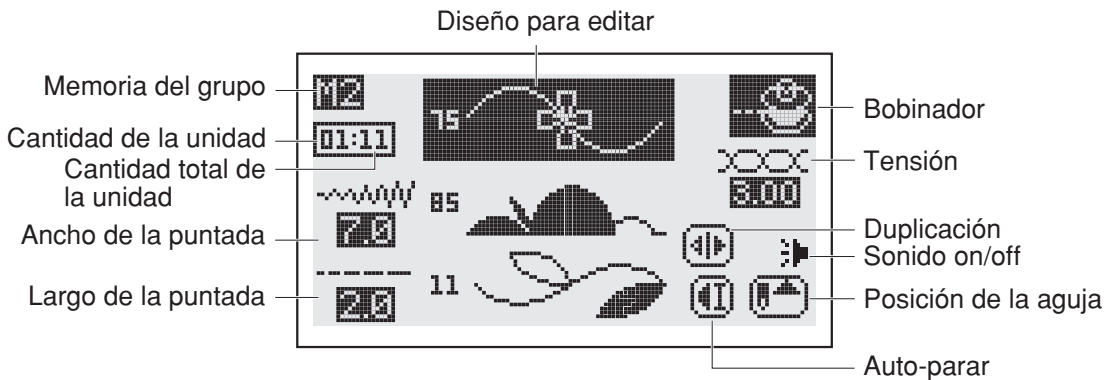 Diseño para editar
Memoria del grupo
Cantidad de la unidad
Cantidad total de
la unidad
Ancho de la puntada
Largo de la puntada
M2
01:11
7.0
2.0
75
85
11
3.00
Bobinador
Tensión
Duplicación
Sonido on/off
Posición de la aguja
Auto-parar